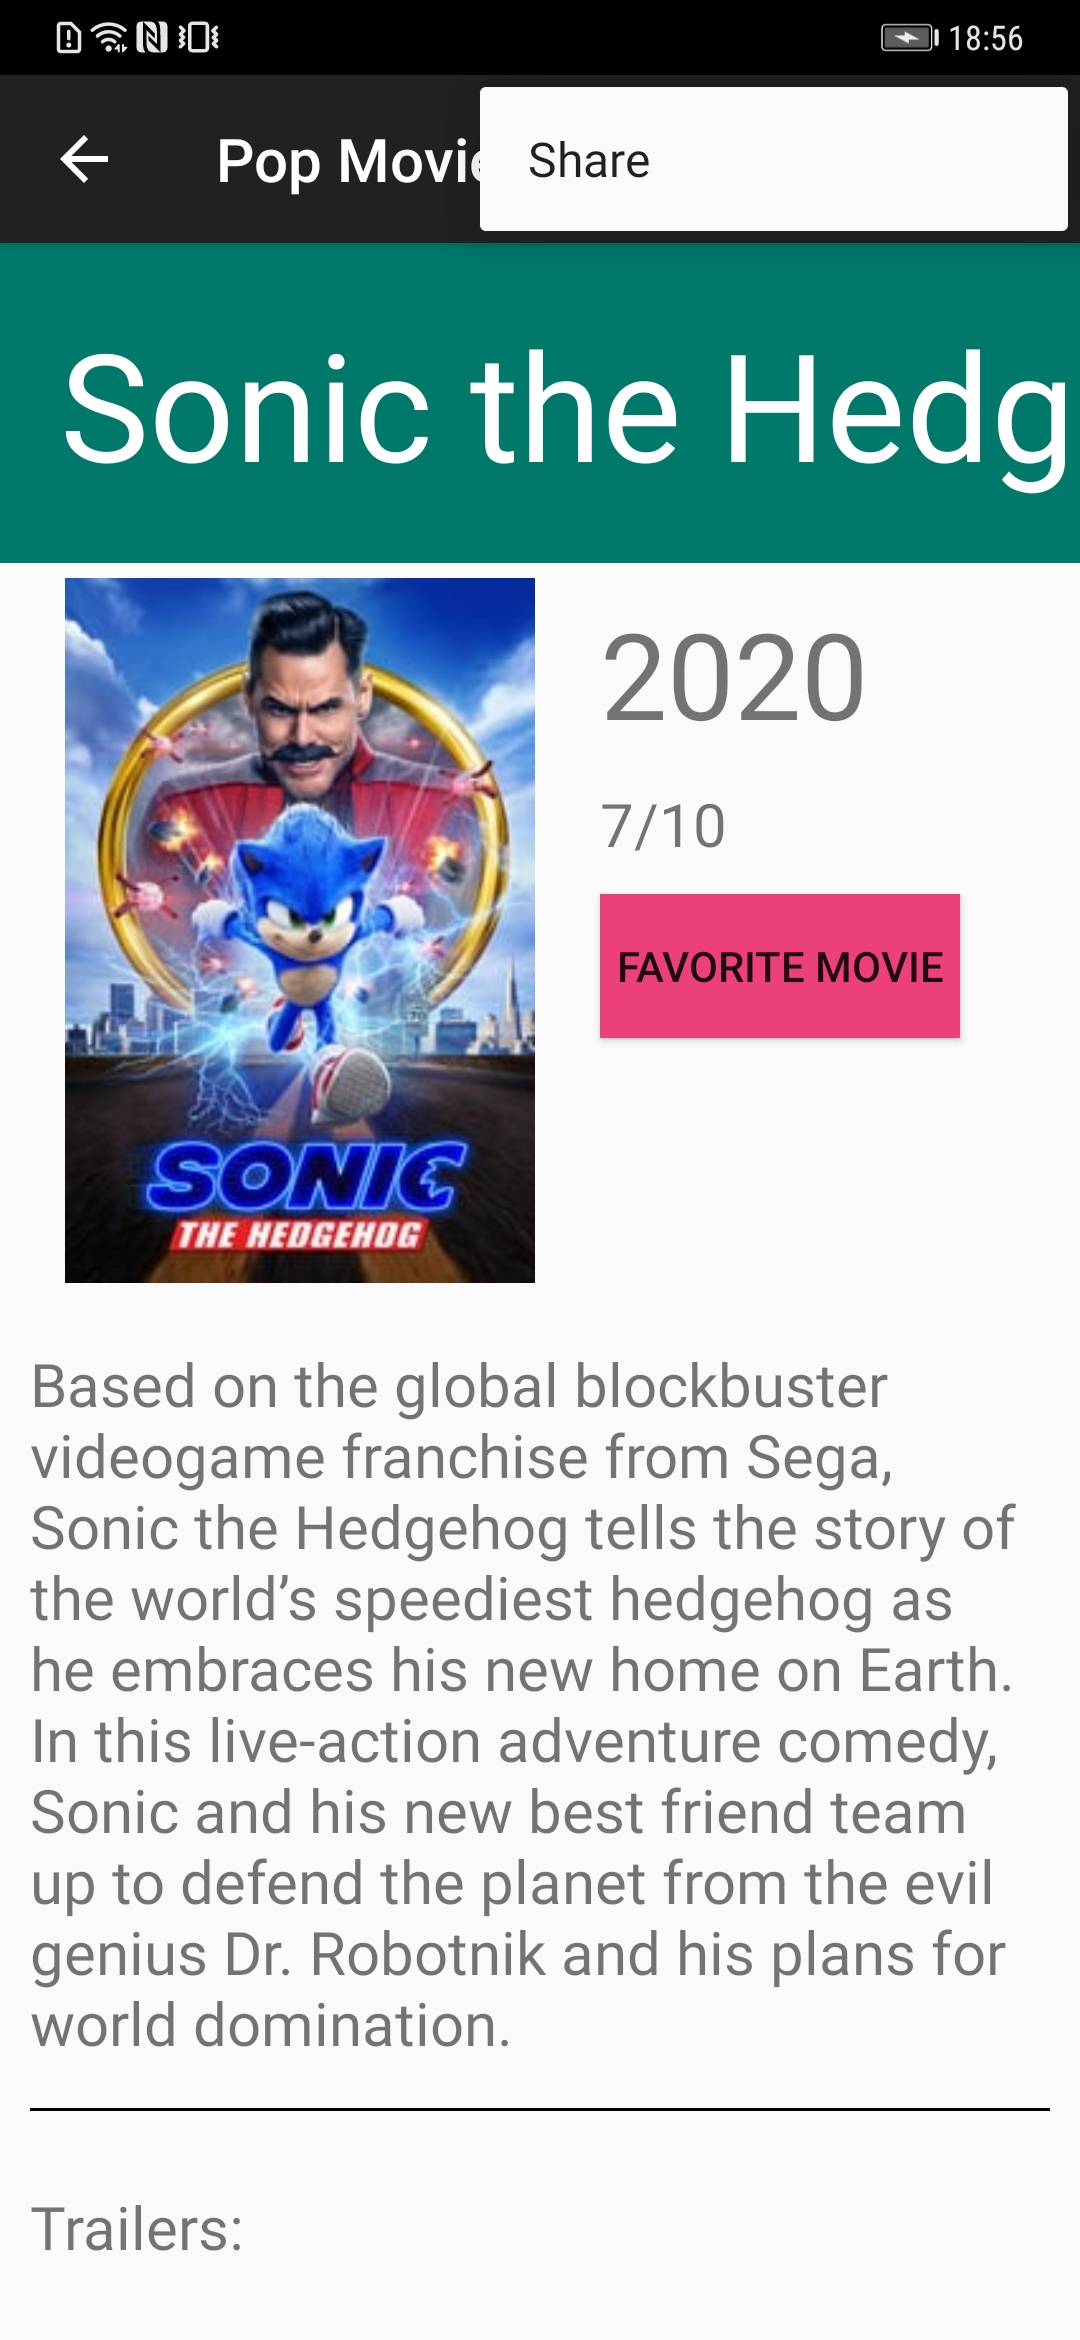 18:56
Pop Movie
Share
Sonic the Hedg
2020
7/10
FAVORITE MOVIE
SONIC
THE HEDGEHOG
Based on the global blockbuster
videogame franchise from Sega,
Sonic the Hedgehog tells the story of
the world’s speediest hedgehog as
he embraces his new home on Earth.
In this live-action adventure comedy,
Sonic and his new best friend team
up to defend the planet from the evil
genius Dr. Robotnik and his plans for
world domination.
Trailers: